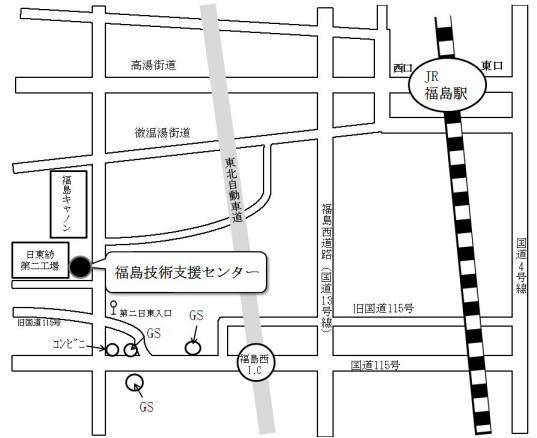 西口
東口
高湯街道
JR
福島駅
微温湯街道
東北自動車道
福島キヤノン
福島西道路(国道13号線)
国道4号線
日東紡
第二工場
福島技術支援センター
第二日東入口
旧国道115号
旧国道115号
GS
GS
コンビニ
福島西
I.C
国道115号
GS